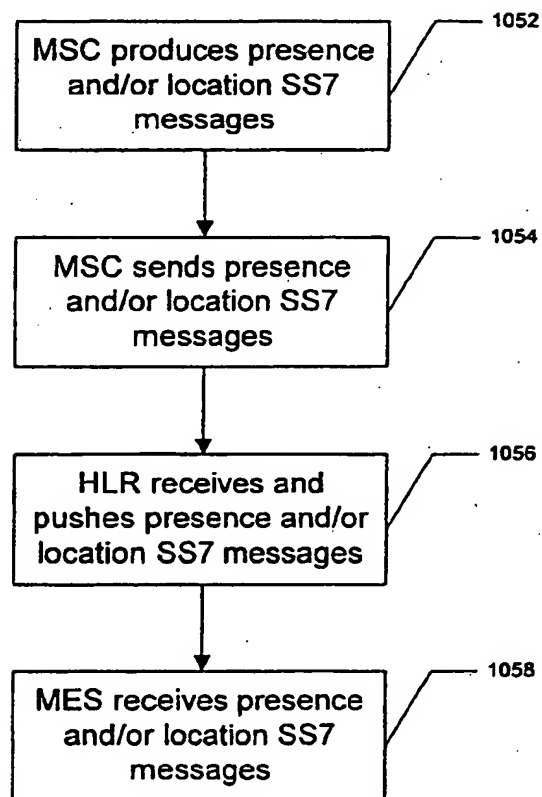 1052
MSC produces presence
and/or location SS7
messages
1054
MSC sends presence
and/or location SS7
messages
1056
HLR receives and
pushes presence and/or
location SS7 messages
1058
MES receives presence
and/or location SS7
messages